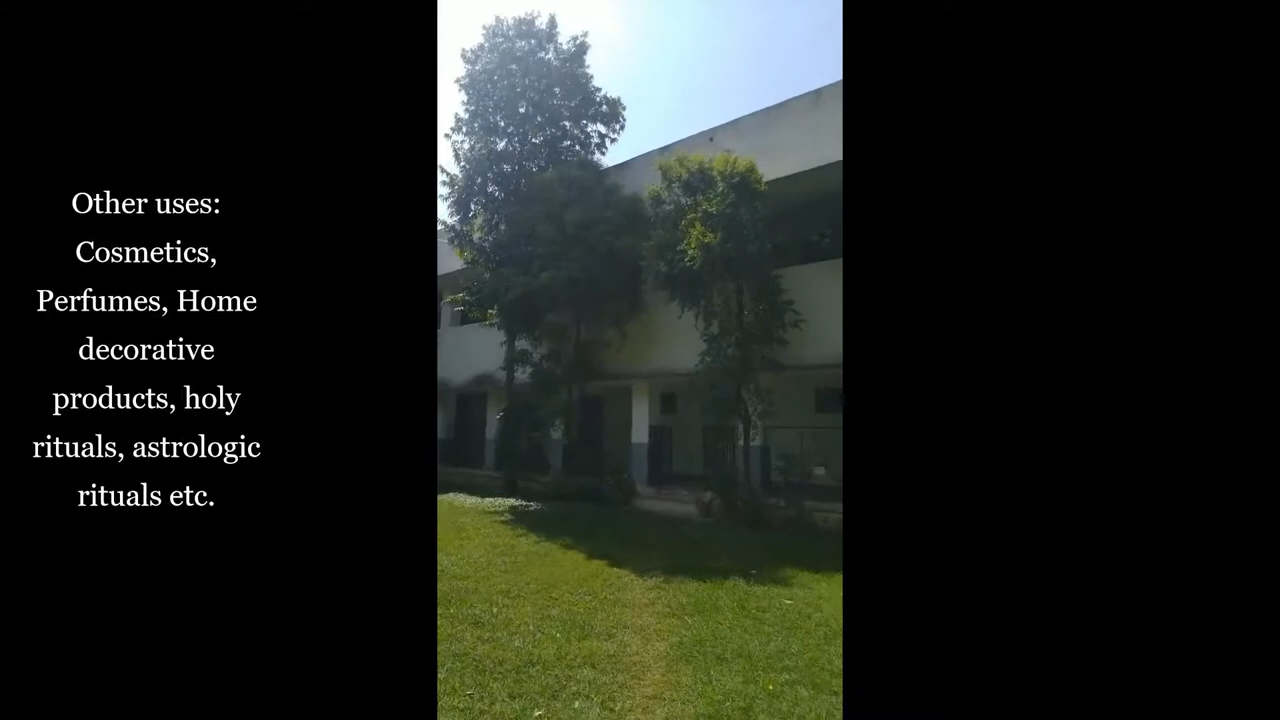 Other uses:
Cosmetics,
Perfumes, Home
decorative
products, holy
rituals, astrologic
rituals etc.